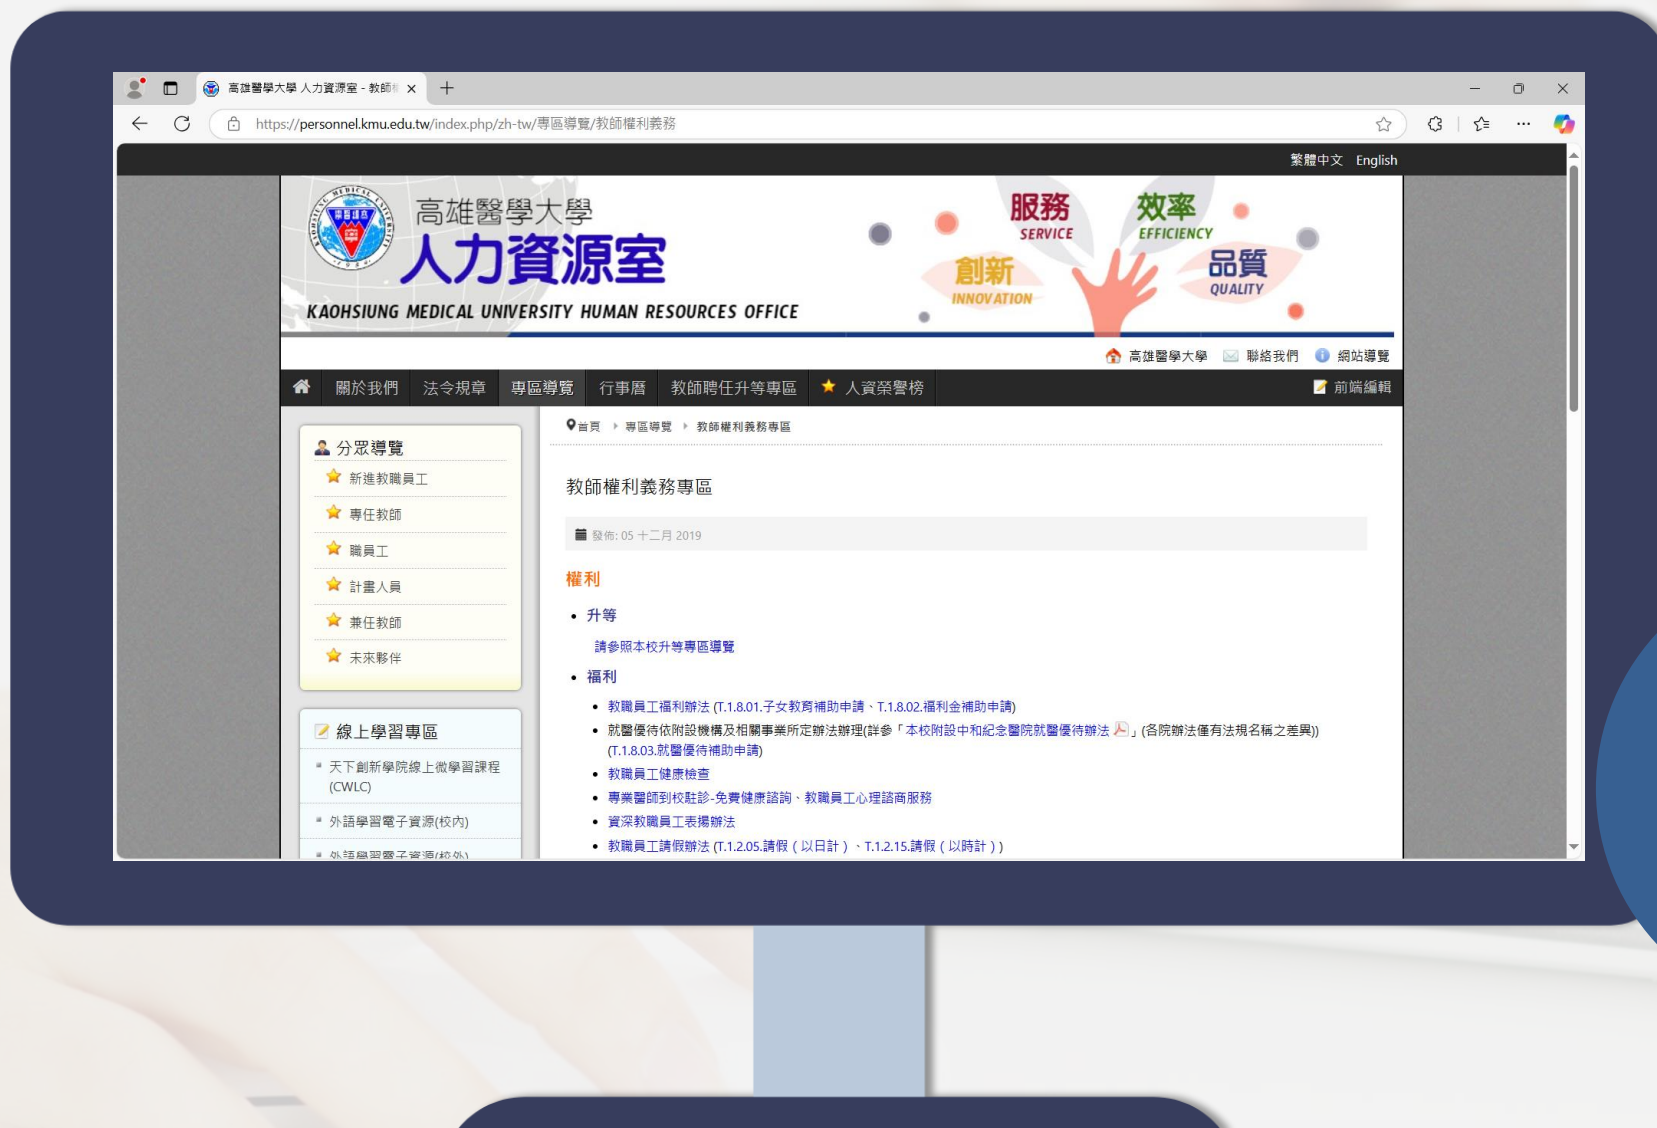 高雄醫學大學 人力資源室 - 教師
https://personnel.kmu.edu.tw/index.php/zh-tw/專區導覽/教師權利義務
繁體中文 English
高雄醫學大學
人力資源室
KAOHSIUNG MEDICAL UNIVERSITY HUMAN RESOURCES OFFICE
服務
SERVICE
效率
EFFICIENCY
創新
INNOVATION
品質
QUALITY
高雄醫學大學 聯絡我們 網站導覽
關於我們 法令規章 專區導覽 行事曆 教師聘任升等專區 人資榮譽榜 前端編輯
分眾導覽
新進教職員工
專任教師
職員工
計畫人員
兼任教師
未來夥伴
線上學習專區
天下創新學院線上微學習課程
(CWLC)
外語學習電子資源(校內)
外語學習電子資源(校外)
首頁 專區導覽 教師權利義務專區
教師權利義務專區
發佈: 05 十二月 2019
權利
升等
請參照本校升等專區導覽
福利
教職員工福利辦法 (T.1.8.01.子女教育補助申請、T.1.8.02.福利金補助申請)
就醫優待依附設機構及相關事業所定辦法辦理(詳參「本校附設中和紀念醫院就醫優待辦法」(各院辦法僅有法規名稱之差異))
(T.1.8.03.就醫優待補助申請)
教職員工健康檢查
專業醫師到校駐診-免費健康諮詢、教職員工心理諮商服務
資深教職員工表揚辦法
教職員工請假辦法 (T.1.2.05.請假（以日計）、T.1.2.15.請假（以時計）)